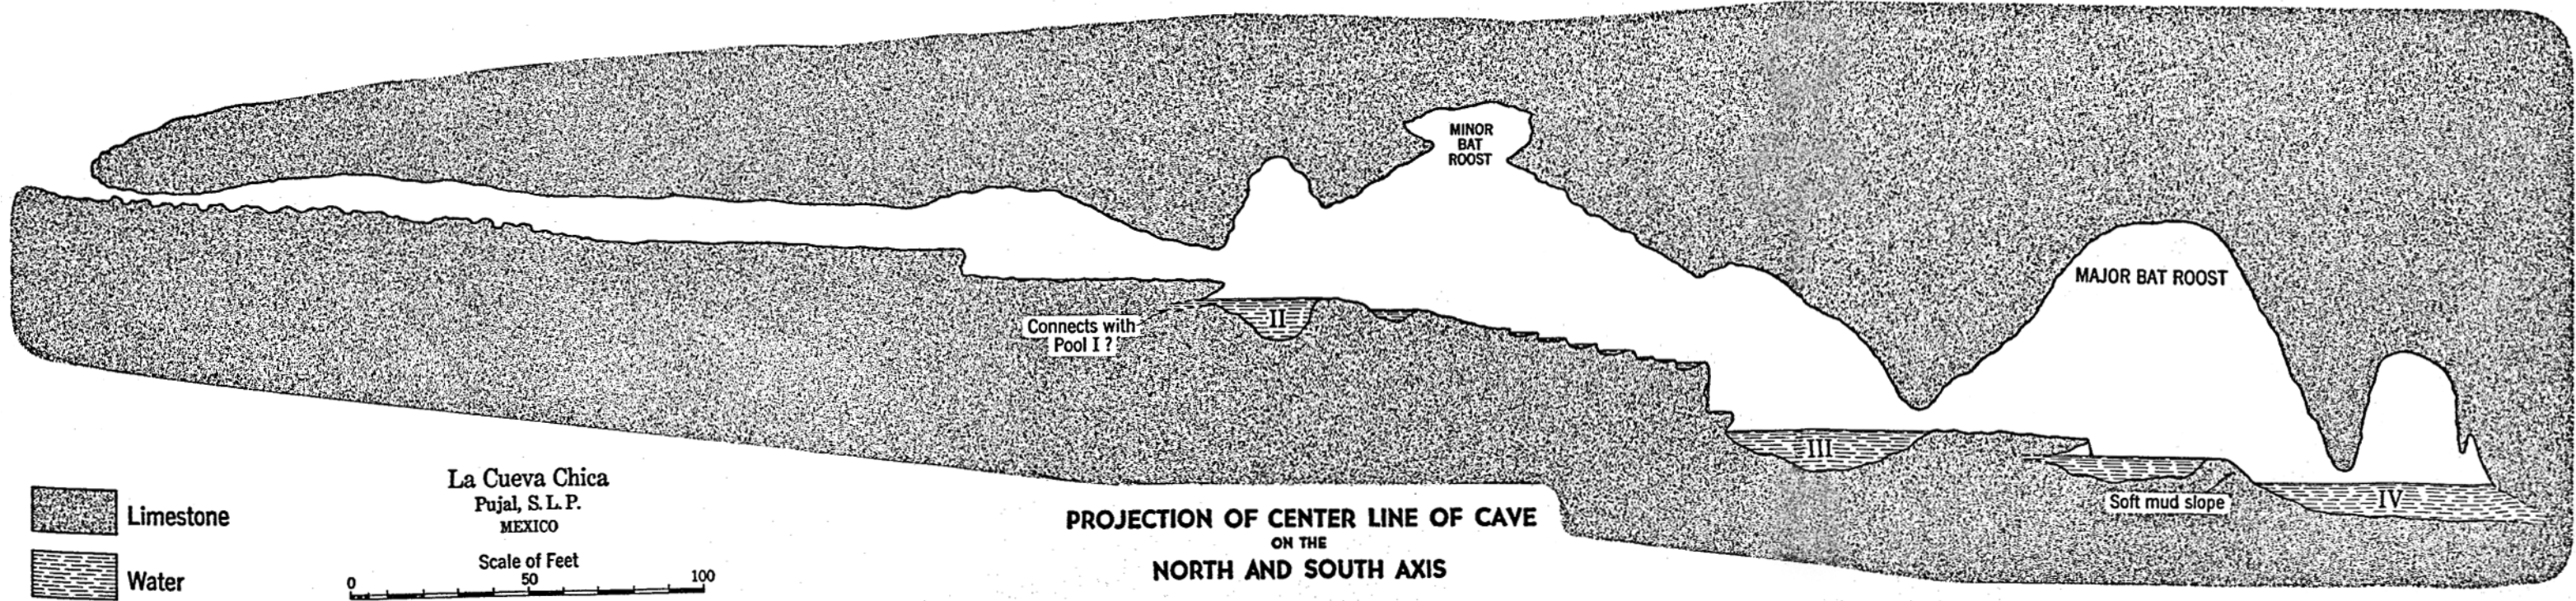 MINOR
BAT
ROOST
MAJOR BAT ROOST
Connects with
Pool I ?
II
III
IV
Soft mud slope
Limestone
Water
La Cueva Chica
Pujal, S. L. P.
MEXICO
Scale of Feet
0 50 100
PROJECTION OF CENTER LINE OF CAVE
ON THE
NORTH AND SOUTH AXIS